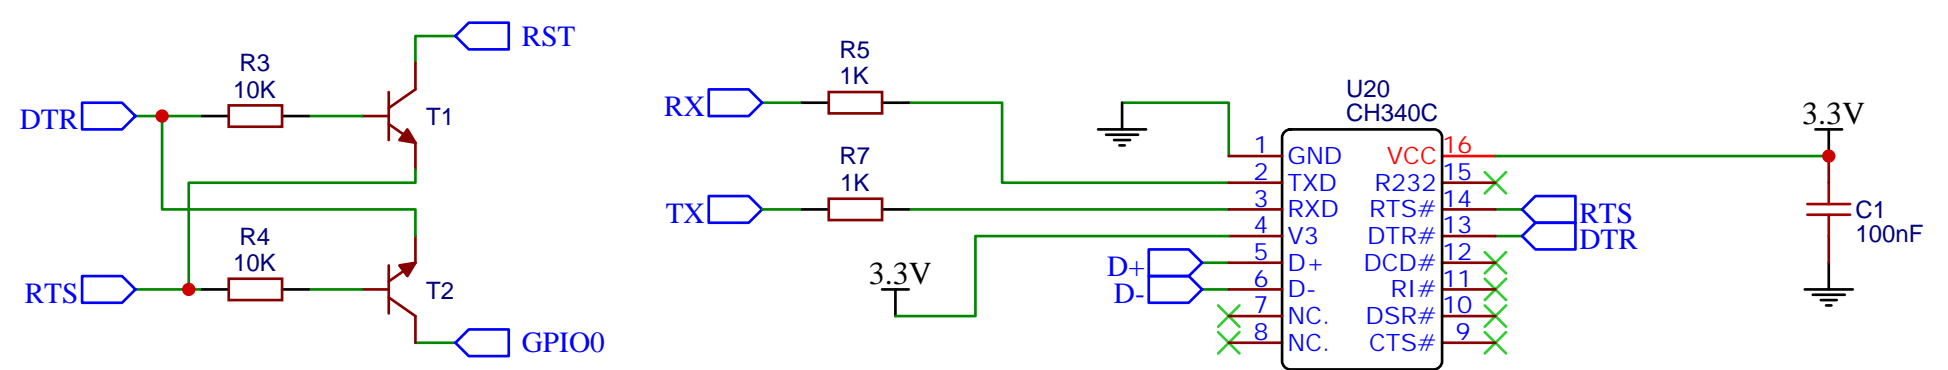 RST
R3
10K
DTR
T1
R4
10K
RTS
T2
GPIO0
R5
1K
RX
R7
1K
TX
U20
CH340C
1 GND VCC 16
2 TXD R232 15
3 RXD RTS# 14 RTS
4 V3 DTR# 13 DTR
D+ 5 D+ DCD# 12
D- 6 D- RI# 11
7 NC. DSR# 10
8 NC. CTS# 9
3.3V
3.3V
C1
100nF